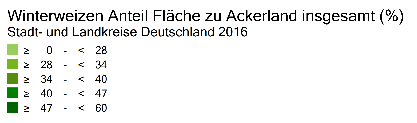 Winterweizen Anteil Fläche zu Ackerland insgesamt (%)
Stadt- und Landkreise Deutschland 2016
≥ 0 - < 28
≥ 28 - < 34
≥ 34 - < 40
≥ 40 - < 47
≥ 47 - < 60